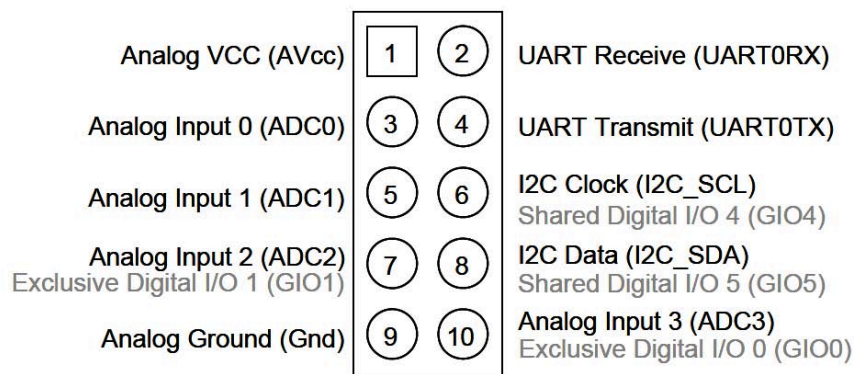 Analog VCC (AVcc) 1 2 UART Receive (UART0RX)
Analog Input 0 (ADC0) 3 4 UART Transmit (UART0TX)
Analog Input 1 (ADC1) 5 6 I2C Clock (I2C_SCL)
Shared Digital I/O 4 (GIO4)
Analog Input 2 (ADC2) 7 8 I2C Data (I2C_SDA)
Exclusive Digital I/O 1 (GIO1) Shared Digital I/O 5 (GIO5)
Analog Ground (Gnd) 9 10 Analog Input 3 (ADC3)
Exclusive Digital I/O 0 (GIO0)